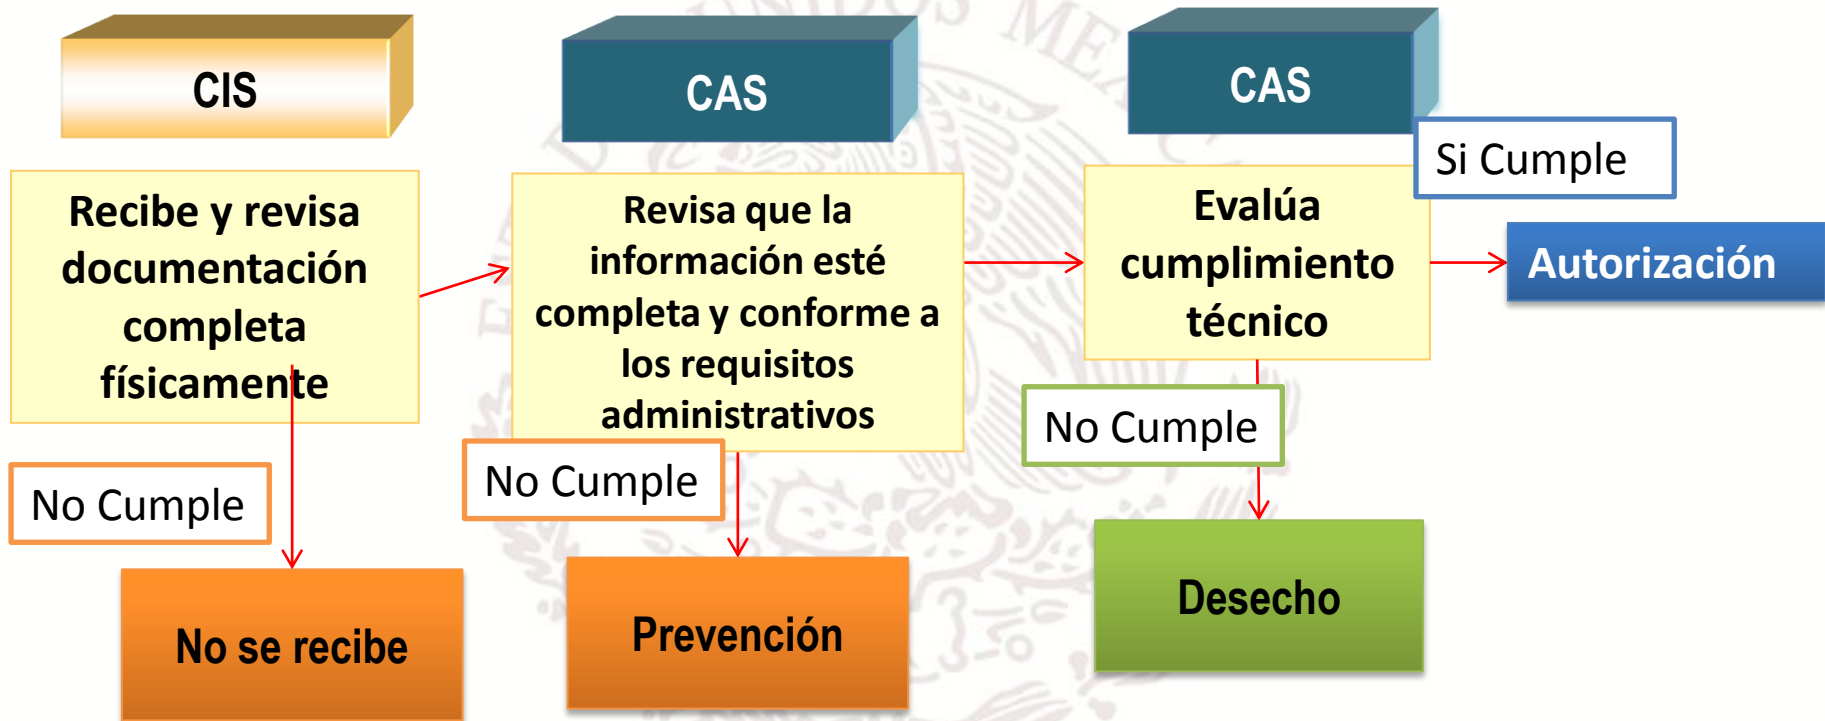 CIS
Recibe y revisa
documentación
completa
físicamente
No Cumple
No se recibe
CAS
Revisa que la
información esté
completa y conforme a
los requisitos
administrativos
No Cumple
Prevención
CAS
Si Cumple
Evalúa
cumplimiento
técnico
Autorización
No Cumple
Desecho